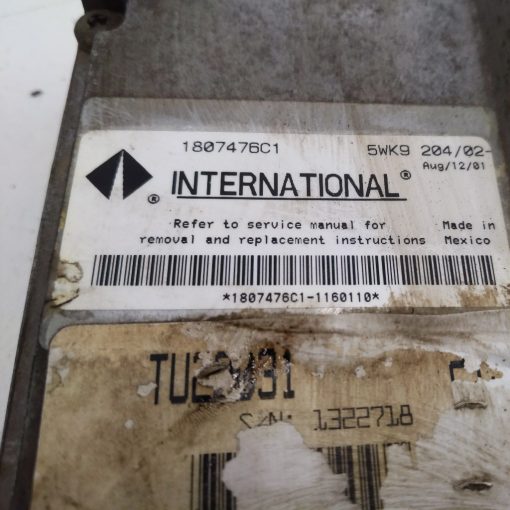 1807476C1 5WK9 204/02-
Aug/12/01
INTERNATIONAL®
®
Refer to service manual for Made in
removal and replacement instructions Mexico
*1807476C1-1160110*
S/N: 1322718